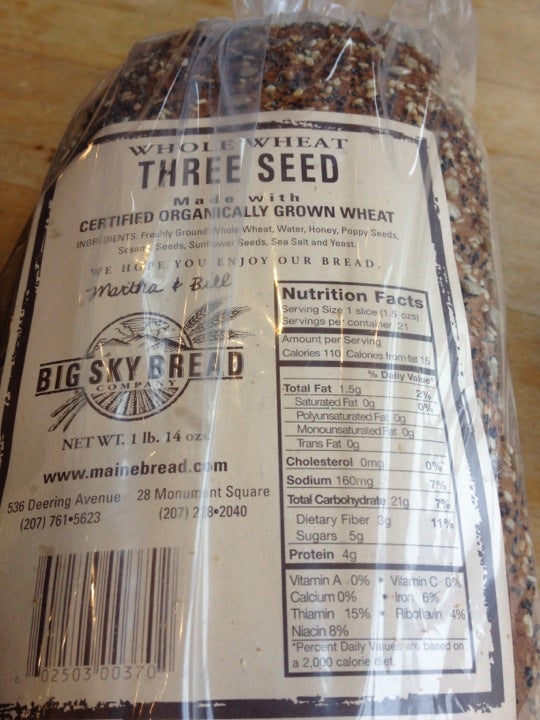 WHOLE WHEAT
THREE SEED
Made with
CERTIFIED ORGANICALLY GROWN WHEAT
INGREDIENTS: Freshly Ground Whole Wheat, Water, Honey, Poppy Seeds,
Sesame Seeds, Sunflower Seeds, Sea Salt and Yeast.
WE HOPE YOU ENJOY OUR BREAD.
Martha & Bill
BIG SKY BREAD
COMPANY
NET WT. 1 lb. 14 ozs
www.mainebread.com
536 Deering Avenue 28 Monument Square
(207) 761•5623 (207) 2 8•2040
6 02503 00370
Nutrition Facts
Serving Size 1 slice (1.5 ozs)
Servings per container 21
Amount per Serving
Calories 110 Calories from fat 15
% Daily Value*
Total Fat 1.5g 2%
Saturated Fat 0g 0%
Polyunsaturated Fat 0g
Monounsaturated Fat 0g
Trans Fat 0g
Cholesterol 0mg 0%
Sodium 160mg 7%
Total Carbohydrate 21g 7%
Dietary Fiber 3g 11%
Sugars 5g
Protein 4g
Vitamin A 0% • Vitamin C 0%
Calcium 0% • Iron 6%
Thiamin 15% • Riboflavin 4%
Niacin 8%
*Percent Daily Values are based on
a 2,000 calorie diet.